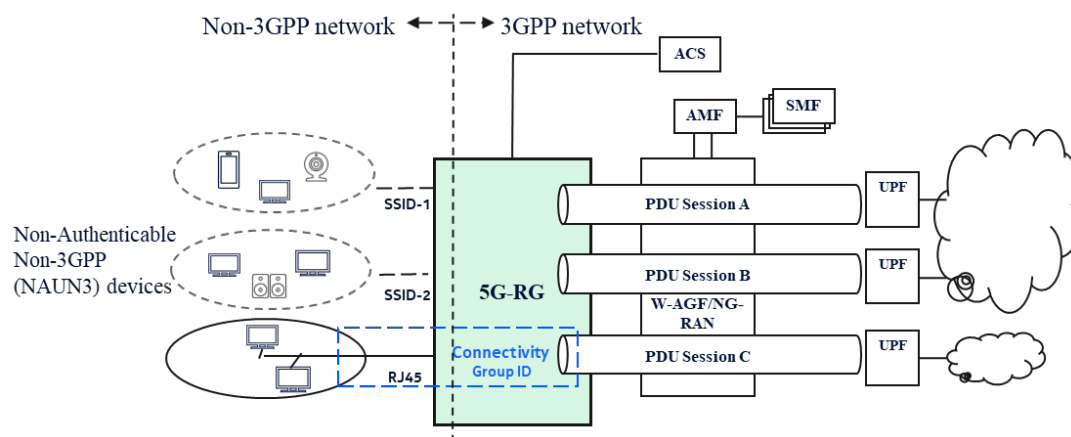 Non-3GPP network
3GPP network
ACS
AMF
SMF
SSID-1
PDU Session A
UPF
Non-Authenticable
Non-3GPP
(NAUN3) devices
SSID-2
5G-RG
PDU Session B
UPF
W-AGF/NG-
RAN
Connectivity
Group ID
RJ45
PDU Session C
UPF